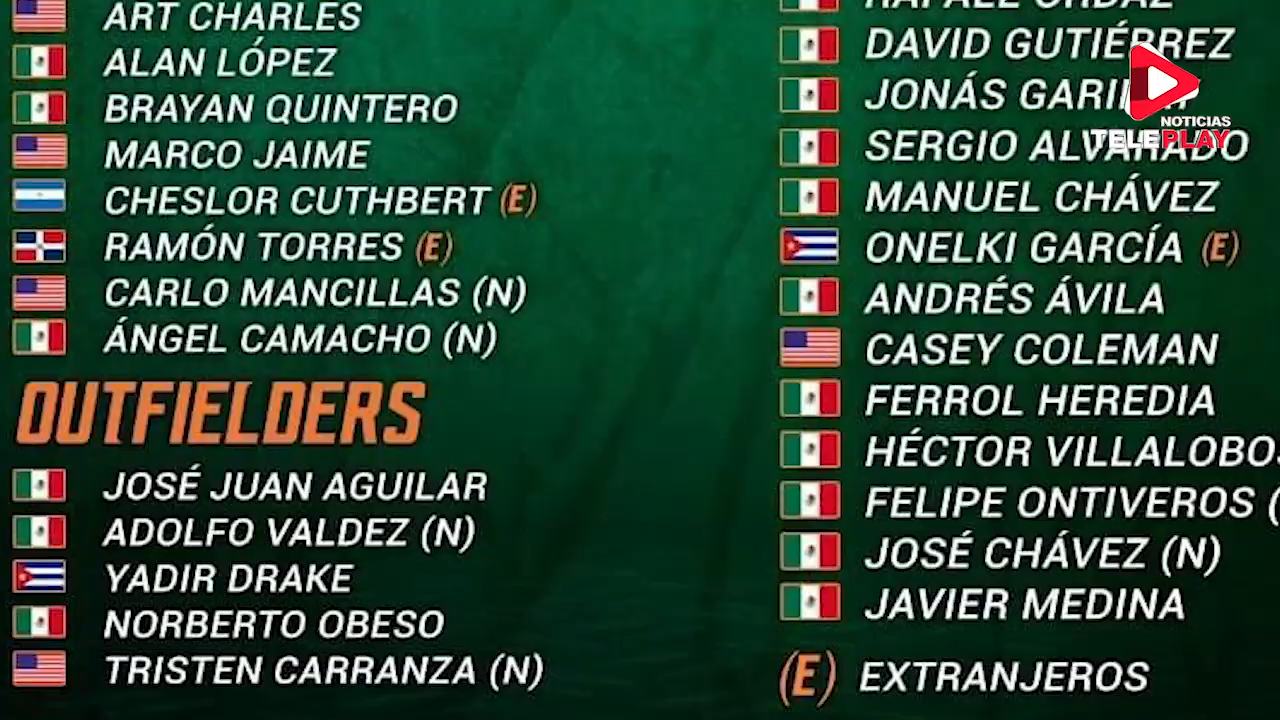 ART CHARLES
ALAN LÓPEZ
BRAYAN QUINTERO
MARCO JAIME
CHESLOR CUTHBERT (E)
RAMÓN TORRES (E)
CARLO MANCILLAS (N)
ÁNGEL CAMACHO (N)
OUTFIELDERS
JOSÉ JUAN AGUILAR
ADOLFO VALDEZ (N)
YADIR DRAKE
NORBERTO OBESO
TRISTEN CARRANZA (N)
DAVID GUTIÉRREZ
JONÁS
SERGIO ALVARADO
MANUEL CHÁVEZ
ONELKI GARCÍA (E)
ANDRÉS ÁVILA
CASEY COLEMAN
FERROL HEREDIA
HÉCTOR VILLALOBOS
FELIPE ONTIVEROS (
JOSÉ CHÁVEZ (N)
JAVIER MEDINA
(E) EXTRANJEROS
NOTICIAS
TELEPLAY